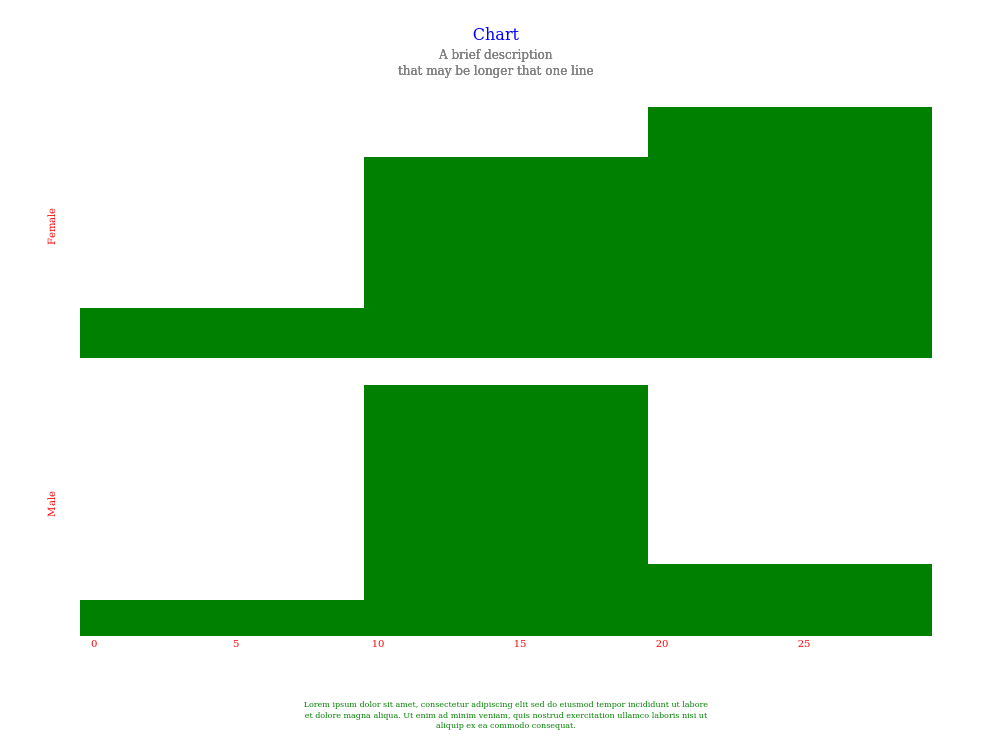 Chart
A brief description
that may be longer that one line
Female
Male
0 5 10 15 20 25
Lorem ipsum dolor sit amet, consectetur adipiscing elit sed do eiusmod tempor incididunt ut labore
et dolore magna aliqua. Ut enim ad minim veniam, quis nostrud exercitation ullamco laboris nisi ut
aliquip ex ea commodo consequat.